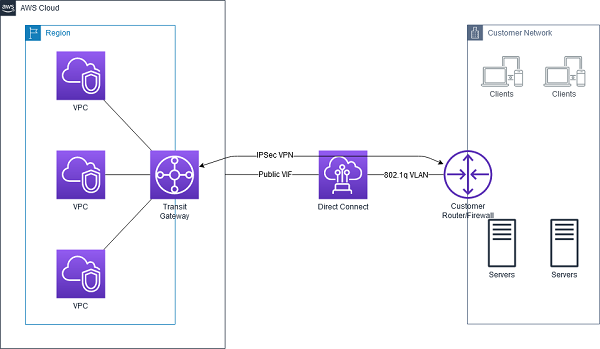 aws
AWS Cloud
Region
Customer Network
VPC
Clients
Clients
IPSec VPN
Public VIF
802.1q VLAN
VPC
Transit
Gateway
Direct Connect
Customer
Router/Firewall
VPC
Servers
Servers